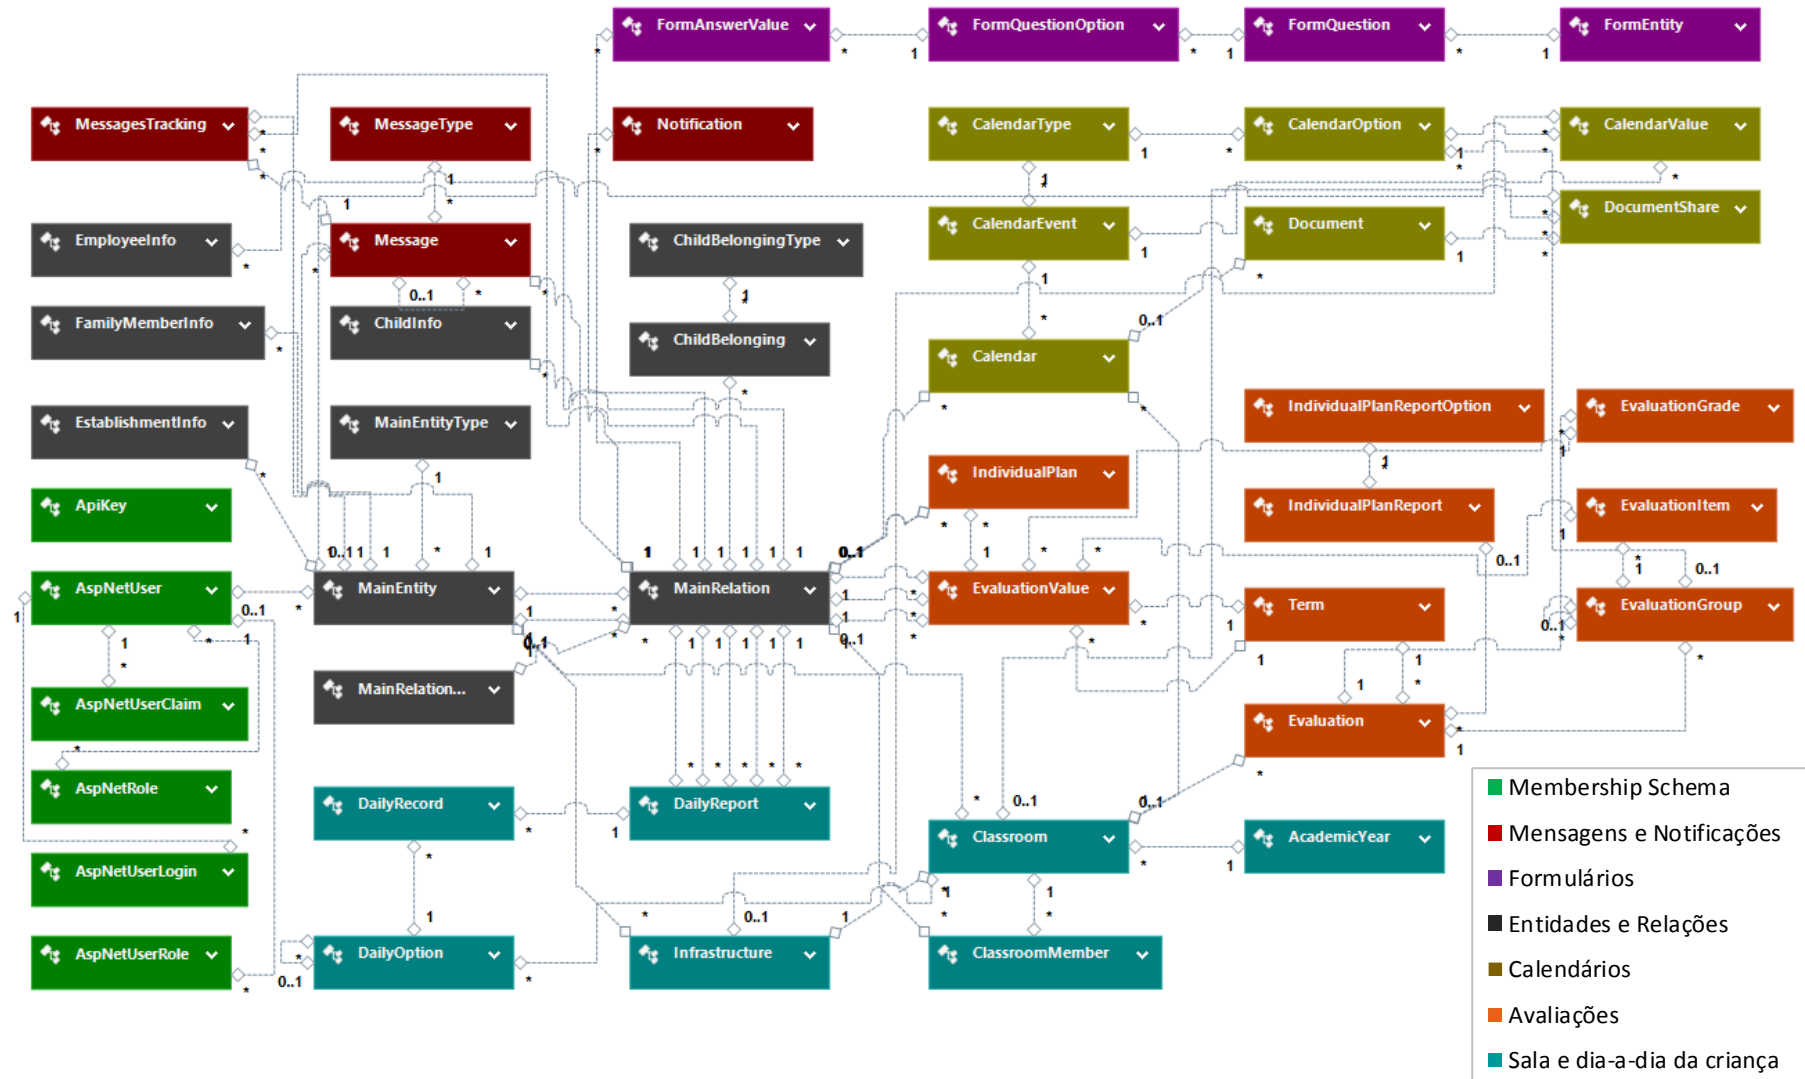 FormAnswerValue
FormQuestionOption
FormQuestion
FormEntity
* * 1 * 1 * 1
MessagesTracking
MessageType
Notification
CalendarType
CalendarOption
CalendarValue
EmployeeInfo
Message
ChildBelongingType
CalendarEvent
Document
DocumentShare
FamilyMemberInfo
ChildInfo
ChildBelonging
Calendar
EstablishmentInfo
MainEntityType
IndividualPlanReportOption
EvaluationGrade
ApiKey
IndividualPlan
IndividualPlanReport
EvaluationItem
AspNetUser
MainEntity
MainRelation
EvaluationValue
Term
EvaluationGroup
AspNetUserClaim
MainRelation...
Evaluation
AspNetRole
DailyRecord
DailyReport
Classroom
AcademicYear
AspNetUserLogin
AspNetUserRole
DailyOption
Infrastructure
ClassroomMember
Membership Schema
Mensagens e Notificações
Formulários
Entidades e Relações
Calendários
Avaliações
Sala e dia-a-dia da criança